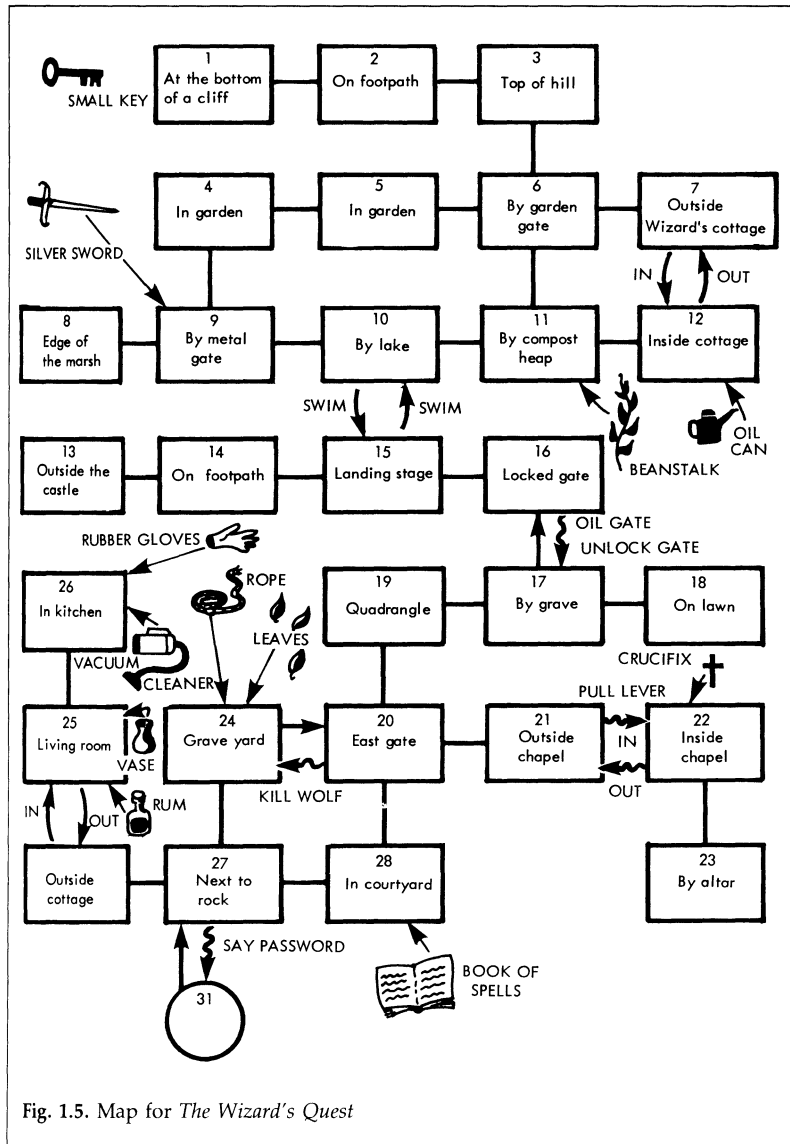 1
At the bottom
of a cliff
2
On footpath
3
Top of hill
SMALL KEY
4
In garden
5
In garden
6
By garden
gate
7
Outside
Wizard's cottage
SILVER SWORD
IN
OUT
8
Edge of
the marsh
9
By metal
gate
10
By lake
11
By compost
heap
12
Inside cottage
SWIM
SWIM
BEANSTALK
OIL
CAN
13
Outside the
castle
14
On footpath
15
Landing stage
16
Locked gate
RUBBER GLOVES
OIL GATE
UNLOCK GATE
26
In kitchen
ROPE
LEAVES
19
Quadrangle
17
By grave
18
On lawn
VACUUM
CLEANER
CRUCIFIX
PULL LEVER
25
Living room
VASE
24
Grave yard
20
East gate
21
Outside
chapel
IN
22
Inside
chapel
KILL WOLF
OUT
IN
OUT
RUM
Outside
cottage
27
Next to
rock
28
In courtyard
23
By altar
SAY PASSWORD
31
BOOK OF
SPELLS
Fig. 1.5. Map for The Wizard's Quest